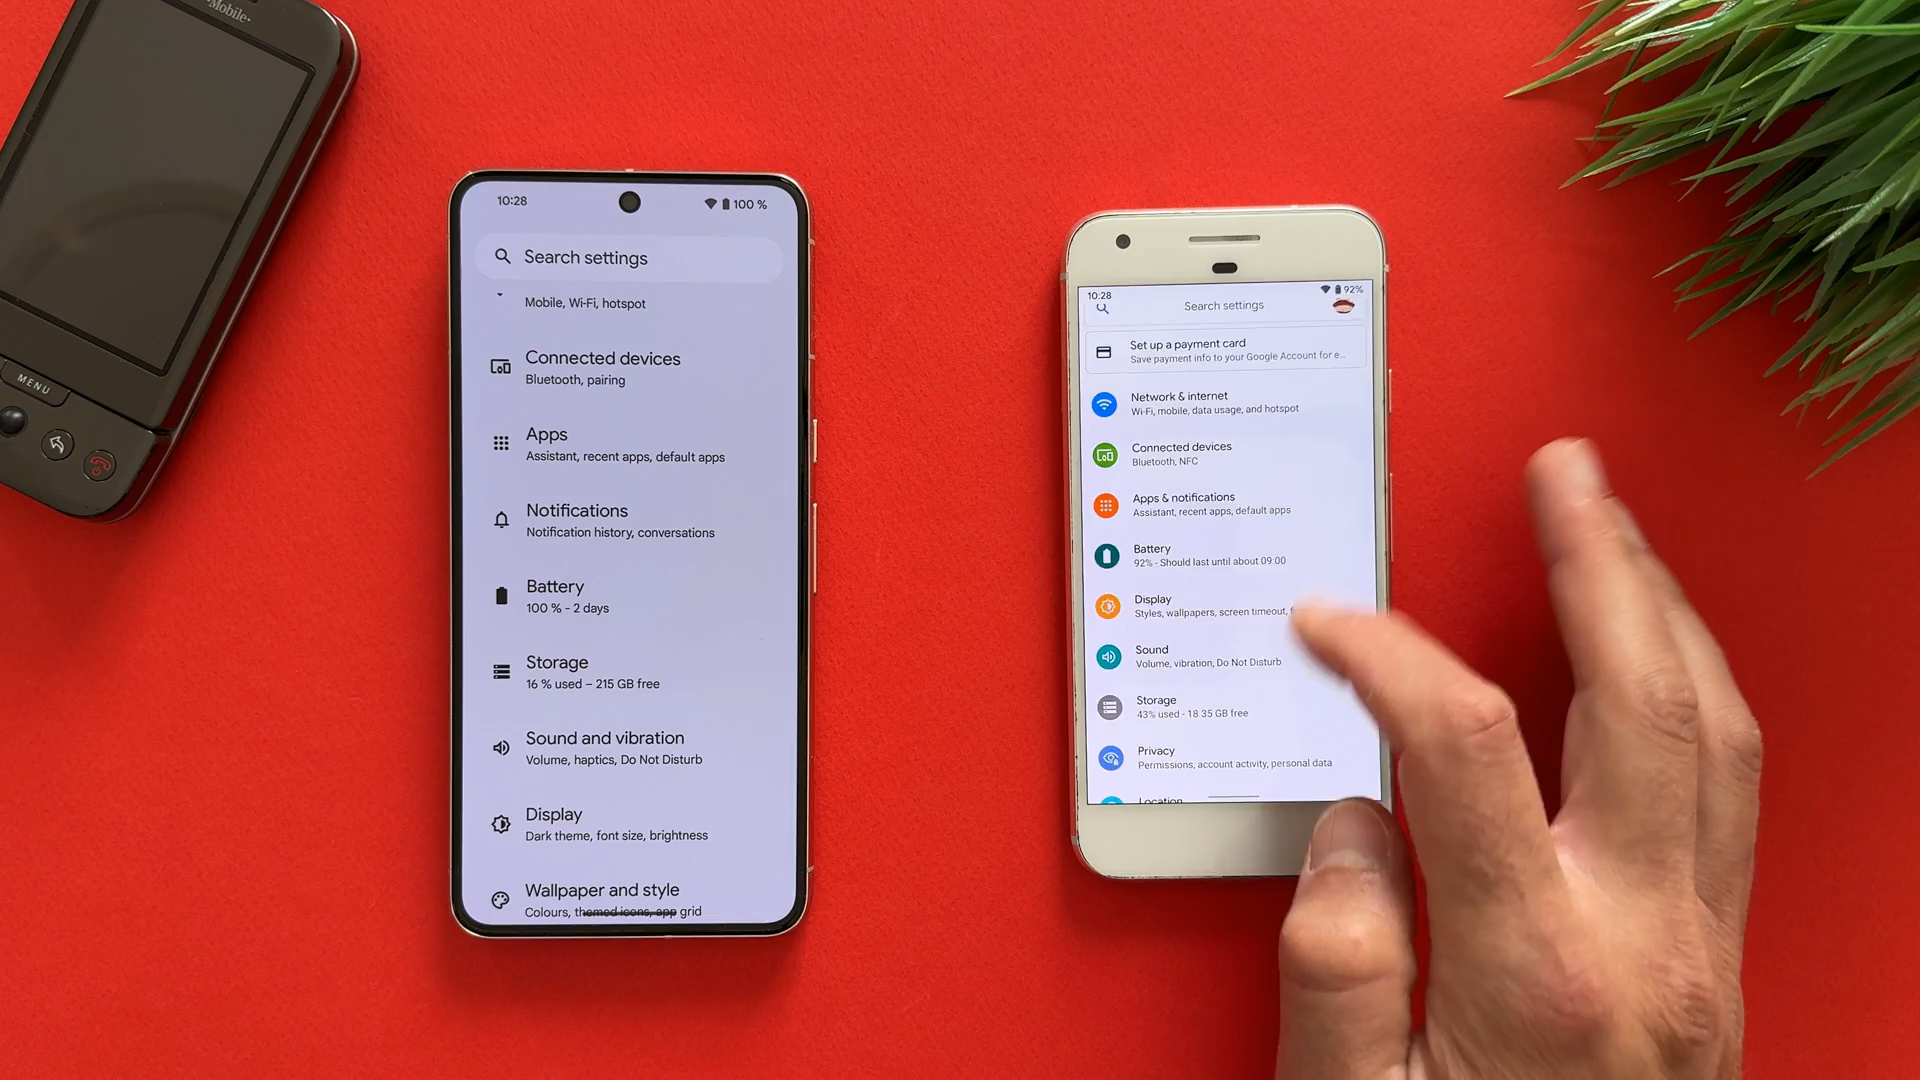 ·Mobile·
MENU
10:28
100 %
Search settings
Mobile, Wi-Fi, hotspot
Connected devices
Bluetooth, pairing
Apps
Assistant, recent apps, default apps
Notifications
Notification history, conversations
Battery
100 % - 2 days
Storage
16 % used – 215 GB free
Sound and vibration
Volume, haptics, Do Not Disturb
Display
Dark theme, font size, brightness
Wallpaper and style
Colours, themed icons, app grid
10:28
92%
Search settings
Set up a payment card
Save payment info to your Google Account for e...
Network & internet
Wi-Fi, mobile, data usage, and hotspot
Connected devices
Bluetooth, NFC
Apps & notifications
Assistant, recent apps, default apps
Battery
92% - Should last until about 09:00
Display
Styles, wallpapers, screen timeout,
Sound
Volume, vibration, Do Not Disturb
Storage
43% used - 18.35 GB free
Privacy
Permissions, account activity, personal data
Location